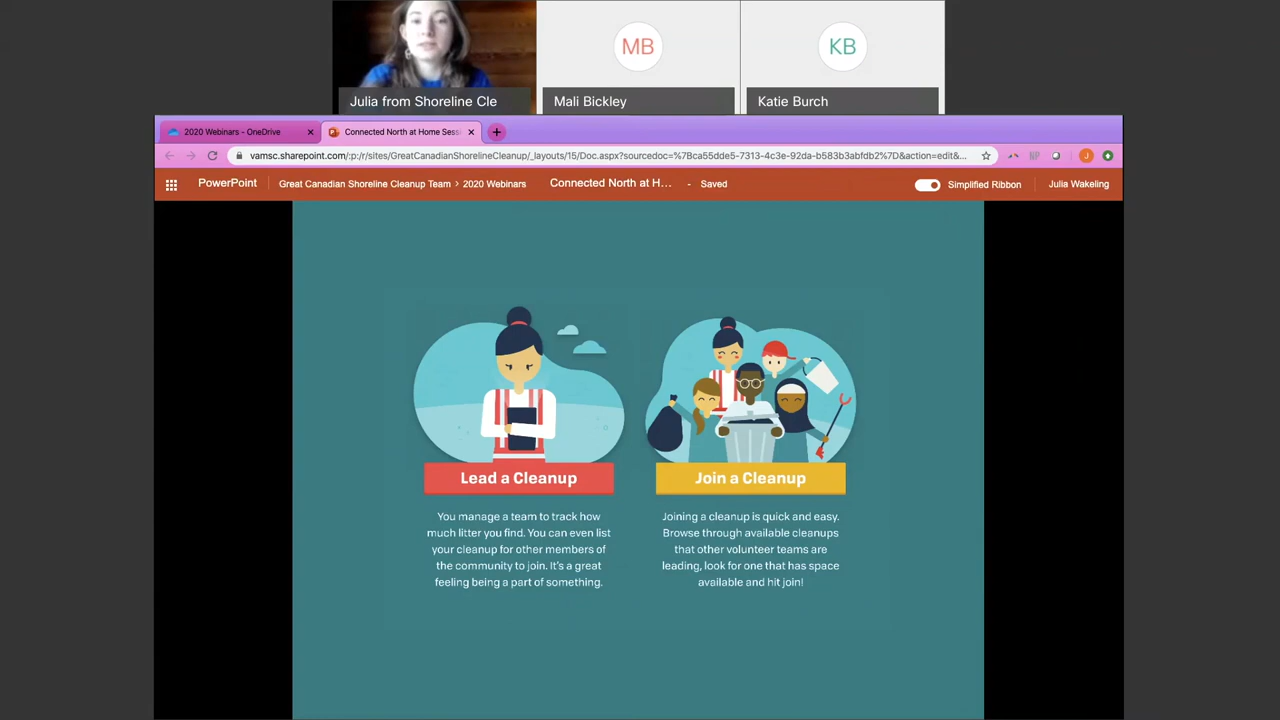 MB
KB
Julia from Shoreline Cle
Mali Bickley
Katie Burch
2020 Webinars - OneDrive
Connected North at Home Sess
vamsc.sharepoint.com/:p:/r/sites/GreatCanadianShorelineCleanup/_layouts/15/Doc.aspx?sourcedoc=%7Bca55dde5-7313-4c3e-92da-b583b3abfdb2%7D&action=edit&...
NP
J
PowerPoint
Great Canadian Shoreline Cleanup Team > 2020 Webinars
Connected North at H... - Saved
Simplified Ribbon
Julia Wakeling
Lead a Cleanup
You manage a team to track how
much litter you find. You can even list
your cleanup for other members of
the community to join. It's a great
feeling being a part of something.
Join a Cleanup
Joining a cleanup is quick and easy.
Browse through available cleanups
that other volunteer teams are
leading, look for one that has space
available and hit join!